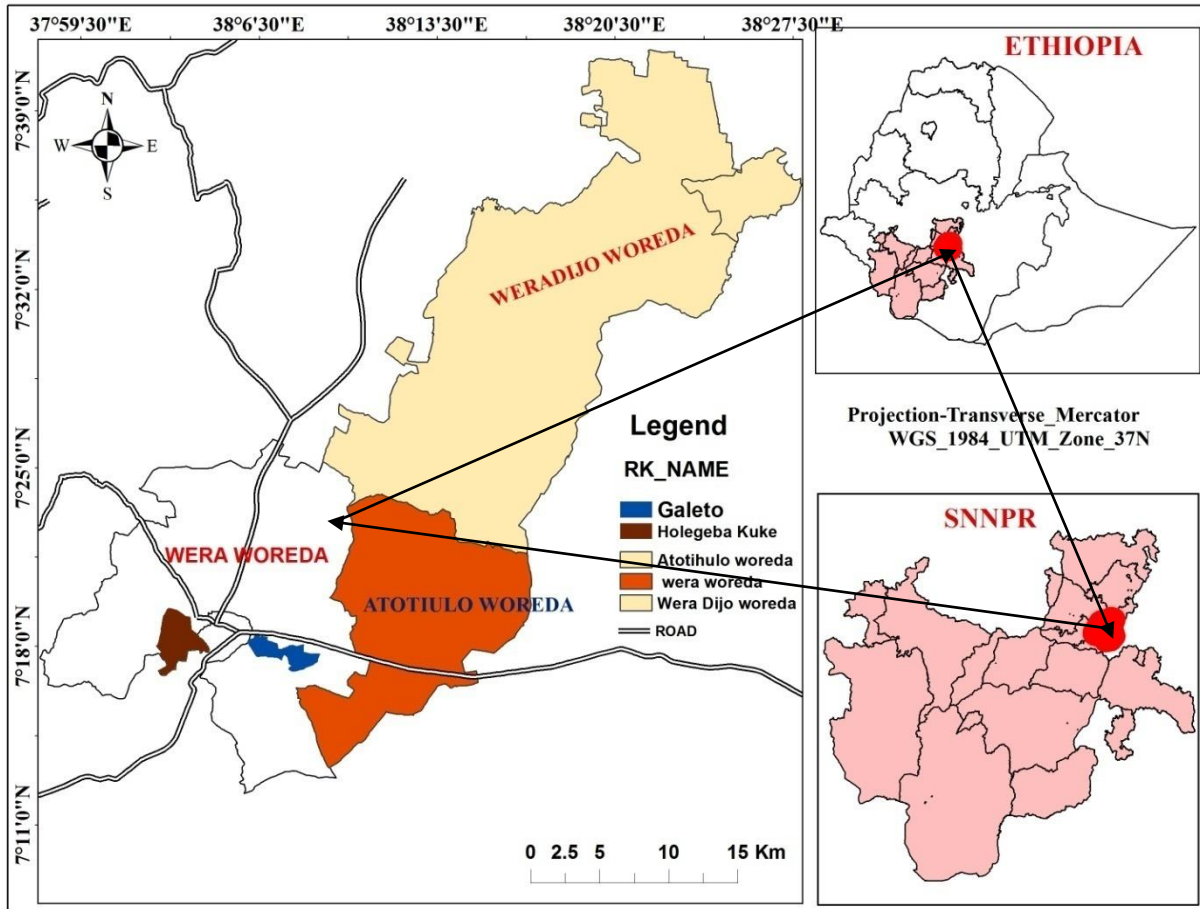 37°59'30"E 38°6'30"E 38°13'30"E 38°20'30"E 38°27'30"E
7°39'0"N
7°32'0"N
7°25'0"N
7°18'0"N
7°11'0"N
N
W E
S
WERADIJO WOREDA
WERA WOREDA
ATOTIULO WOREDA
Legend
RK_NAME
Galeto
Holegeba Kuke
Atotihulo woreda
wera woreda
Wera Dijo woreda
ROAD
0 2.5 5 10 15 Km
ETHIOPIA
Projection-Transverse_Mercator
WGS_1984_UTM_Zone_37N
SNNPR